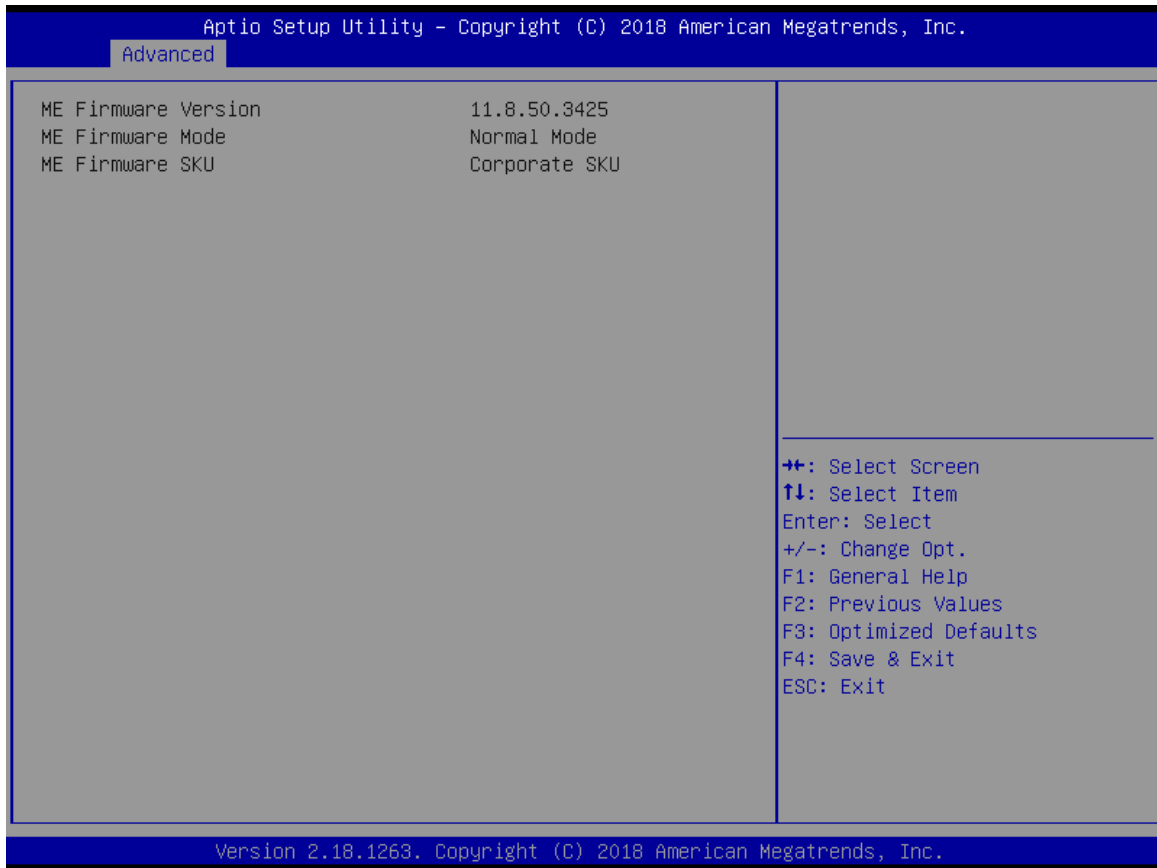 Aptio Setup Utility – Copyright (C) 2018 American Megatrends, Inc.
Advanced
ME Firmware Version 11.8.50.3425
ME Firmware Mode Normal Mode
ME Firmware SKU Corporate SKU
→←: Select Screen
↑↓: Select Item
Enter: Select
+/-: Change Opt.
F1: General Help
F2: Previous Values
F3: Optimized Defaults
F4: Save & Exit
ESC: Exit
Version 2.18.1263. Copyright (C) 2018 American Megatrends, Inc.